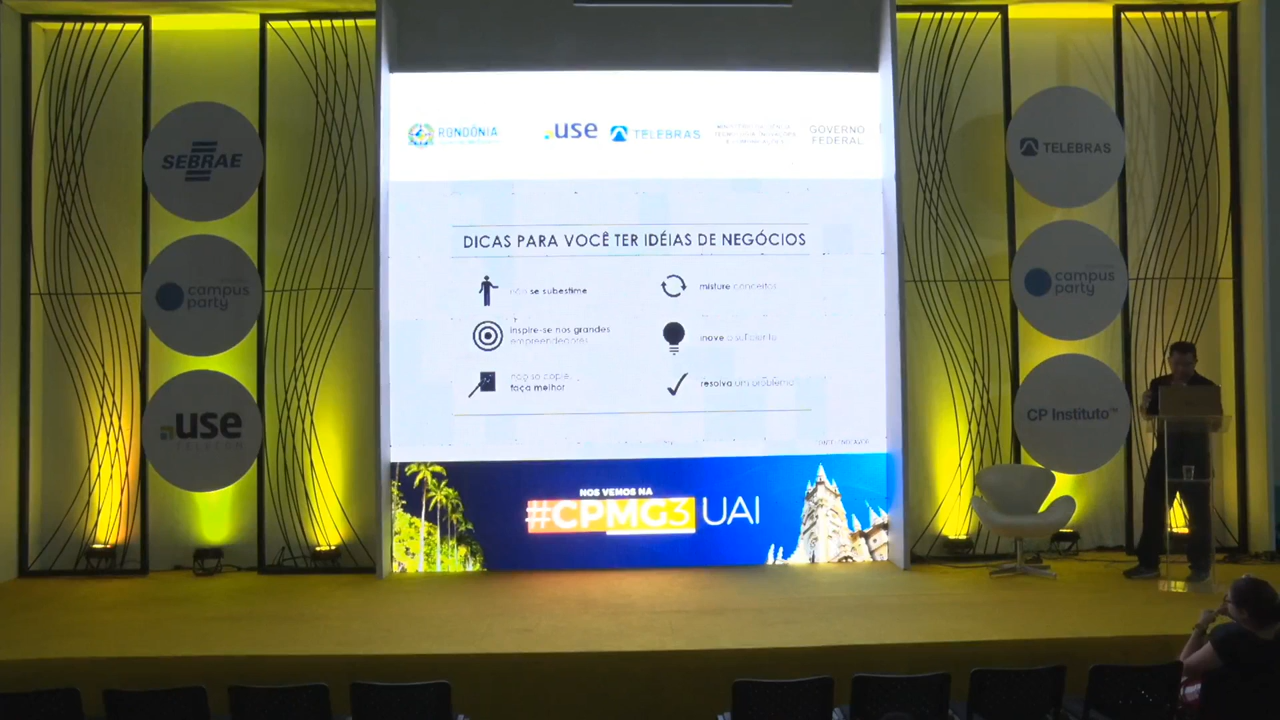 SEBRAE
campus
party
use
TELECOM
RONDÔNIA
use
TELEBRAS
GOVERNO
FEDERAL
DICAS PARA VOCÊ TER IDÉIAS DE NEGÓCIOS
não se subestime
misture conceitos
inspire-se nos grandes
empreendedores
inove o suficiente
não só copie,
faça melhor
resolva um problema
NOS VEMOS NA
#CPMG3 UAI
TELEBRAS
campus
party
CP Instituto